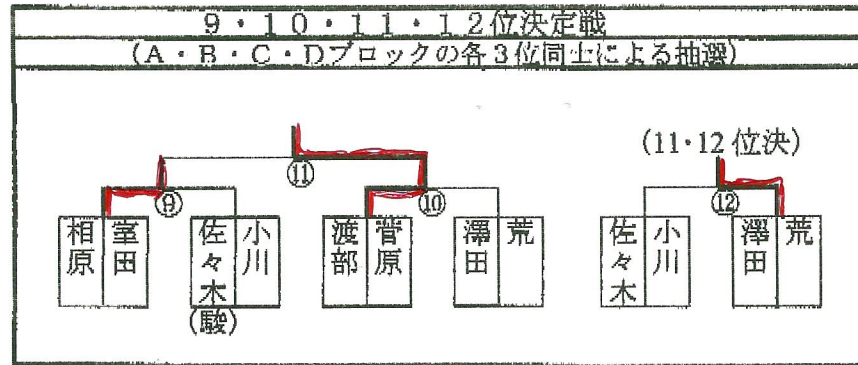 9・10・11・12位決定戦
(A・B・C・Dブロックの各3位同士による抽選)
(11・12位決)
⑪
⑨
⑩
⑫
相原
室田
佐々木(駿)
小川
渡部
菅原
澤田
荒
佐々木
小川
澤田
荒